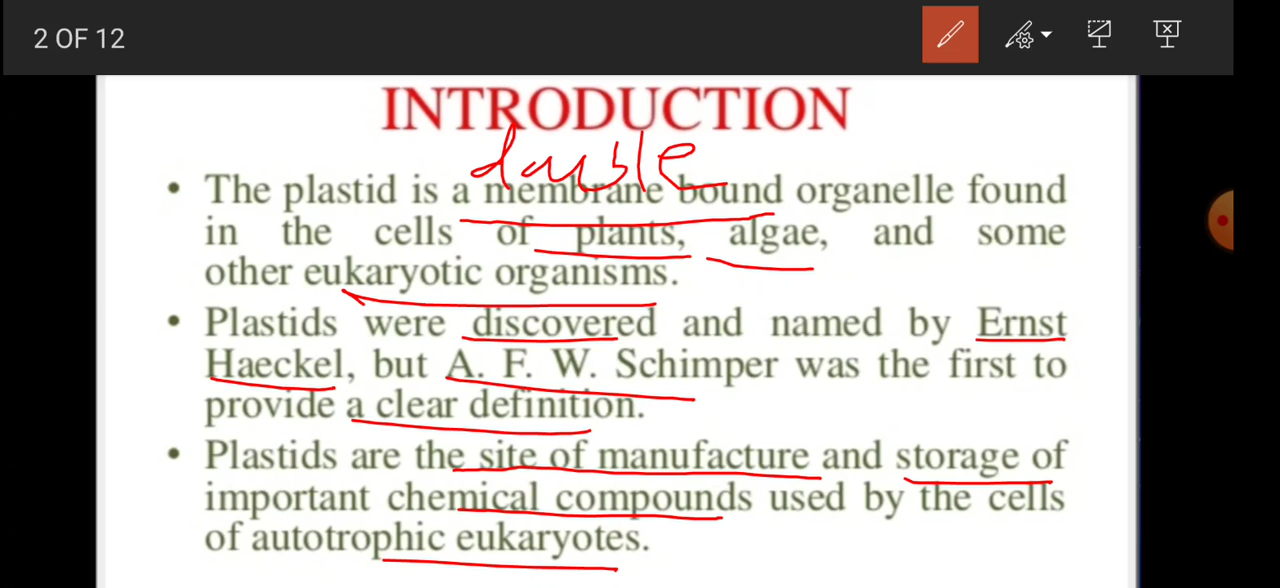 2 OF 12
INTRODUCTION
double
• The plastid is a membrane bound organelle found
in the cells of plants, algae, and some
other eukaryotic organisms.
• Plastids were discovered and named by Ernst
Haeckel, but A. F. W. Schimper was the first to
provide a clear definition.
• Plastids are the site of manufacture and storage of
important chemical compounds used by the cells
of autotrophic eukaryotes.